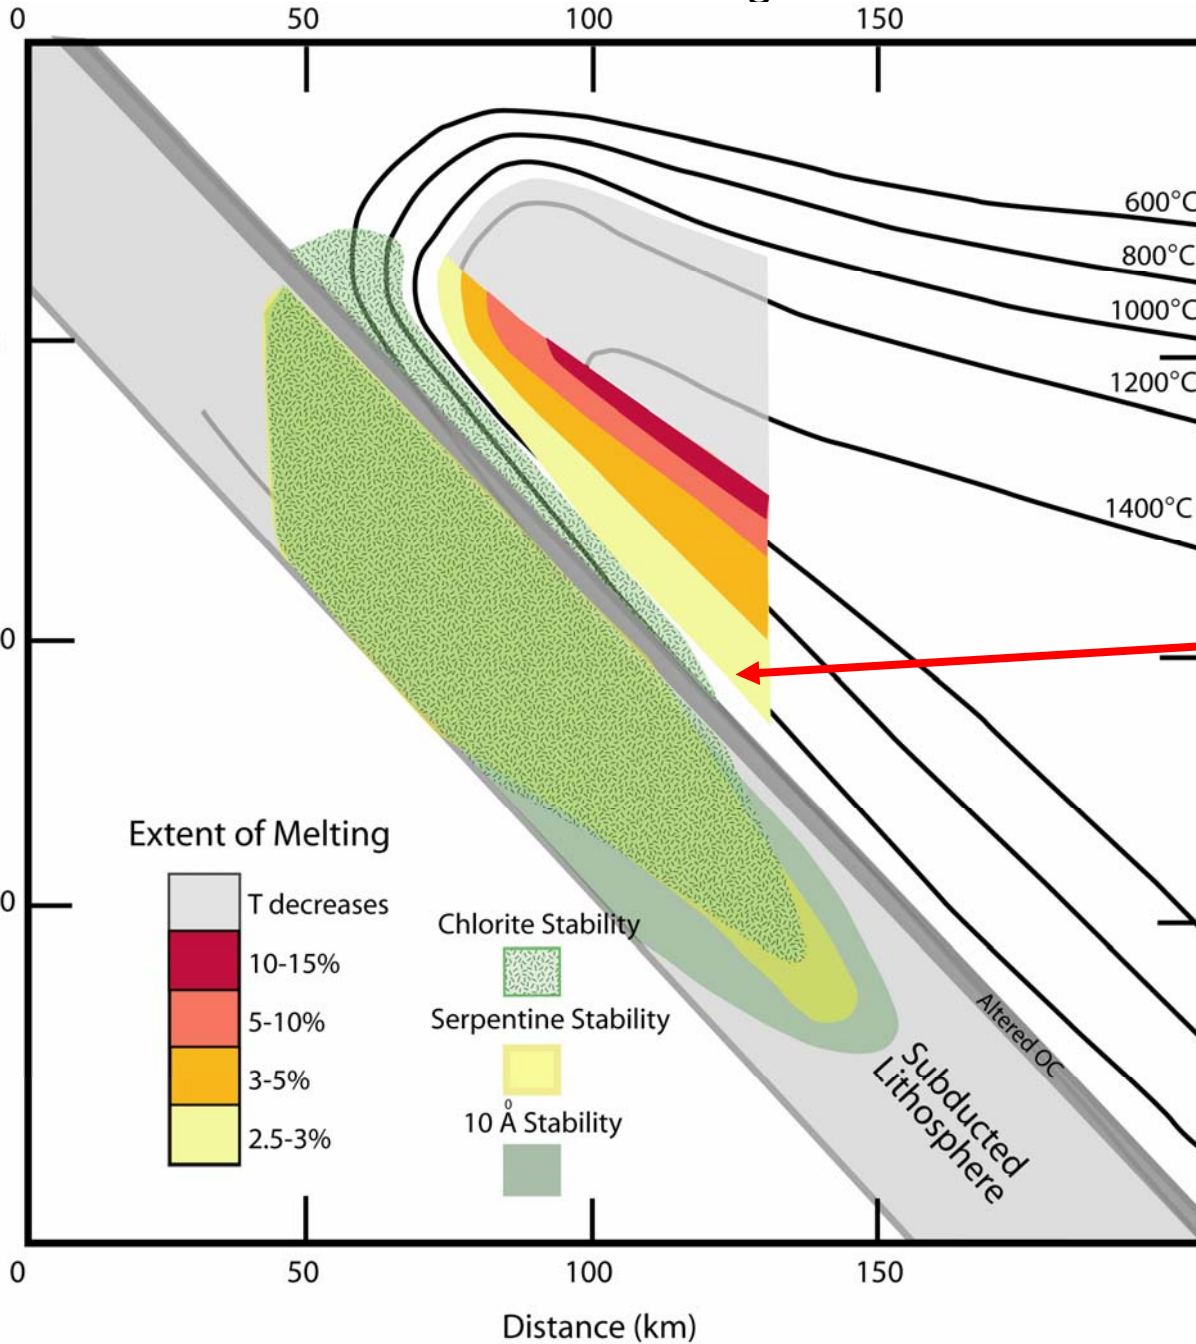 0 50 100 150
600°C
800°C
1000°C
1200°C
1400°C
0
0
Extent of Melting
T decreases
10-15%
5-10%
3-5%
2.5-3%
Chlorite Stability
Serpentine Stability
10 Å Stability
Altered OC
Subducted
Lithosphere
0 50 100 150
Distance (km)